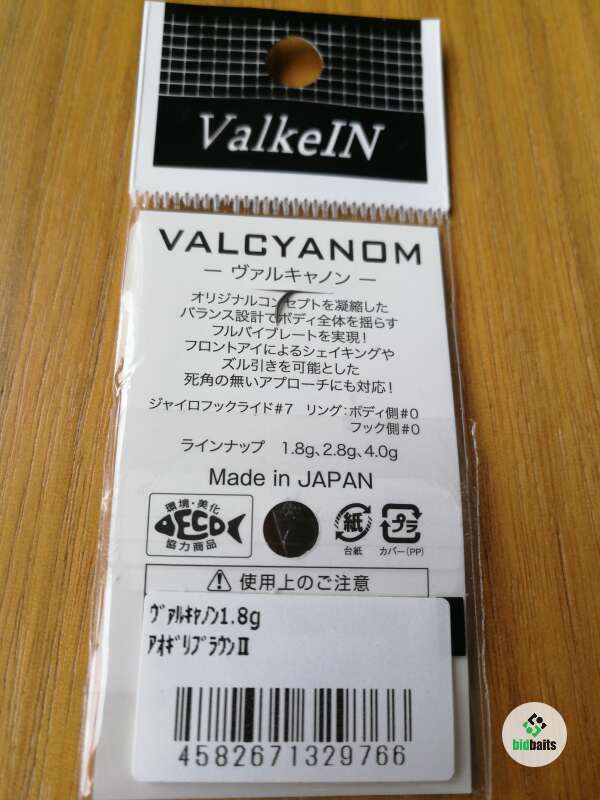 ValkeIN
VALCYANOM
— ヴァルキャノン —
オリジナルコンセプトを凝縮した
バランス設計でボディ全体を揺らす
フルバイブレートを実現!
フロントアイによるシェイキングや
ズル引きを可能とした
死角の無いアプローチにも対応!
ジャイロフックライド#7 リング:ボディ側#0
フック側#0
ラインナップ 1.8g、2.8g、4.0g
Made in JAPAN
環境・美化
ECO
協力商品
紙
台紙
プラ
カバー(PP)
使用上のご注意
ヴァルキャノン1.8g
アオギリブラウンⅡ
4582671329766
bidbaits